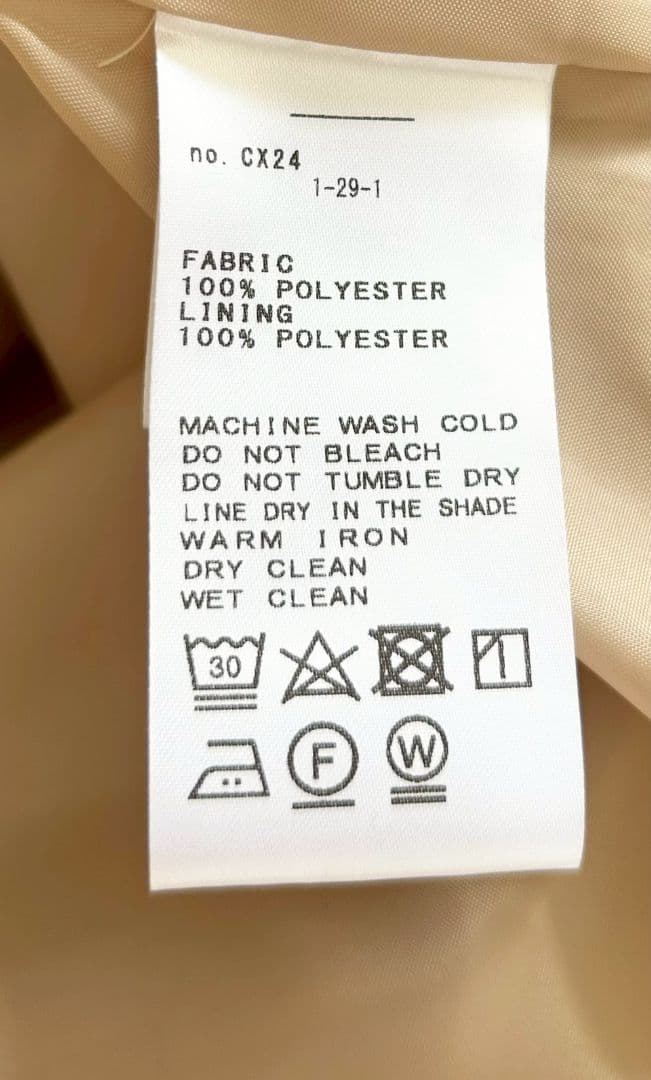 no. CX24
1-29-1
FABRIC
100% POLYESTER
LINING
100% POLYESTER
MACHINE WASH COLD
DO NOT BLEACH
DO NOT TUMBLE DRY
LINE DRY IN THE SHADE
WARM IRON
DRY CLEAN
WET CLEAN
30
F W